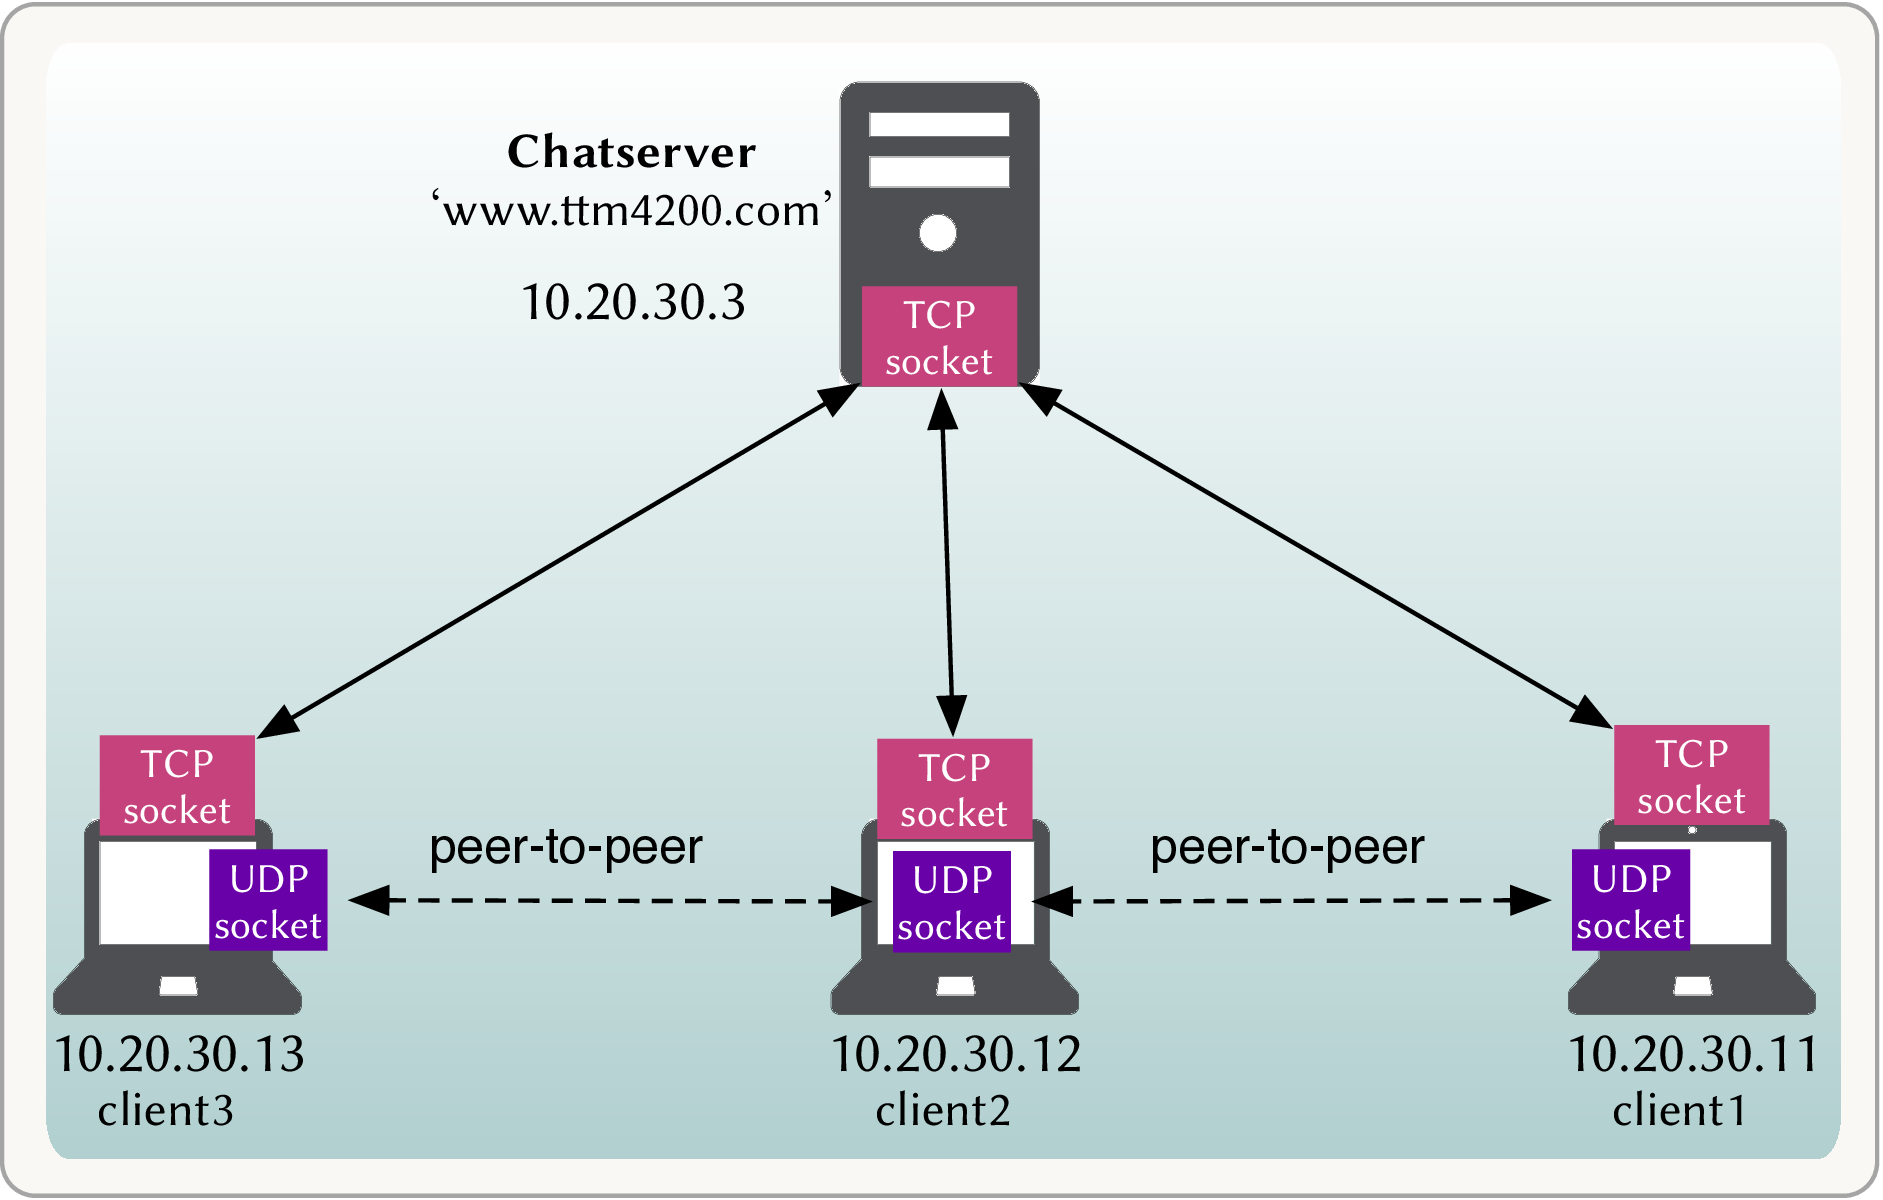 Chatserver
‘www.ttm4200.com’
10.20.30.3
TCP
socket
TCP
socket
TCP
socket
TCP
socket
peer-to-peer
peer-to-peer
UDP
socket
UDP
socket
UDP
socket
10.20.30.13
client3
10.20.30.12
client2
10.20.30.11
client1